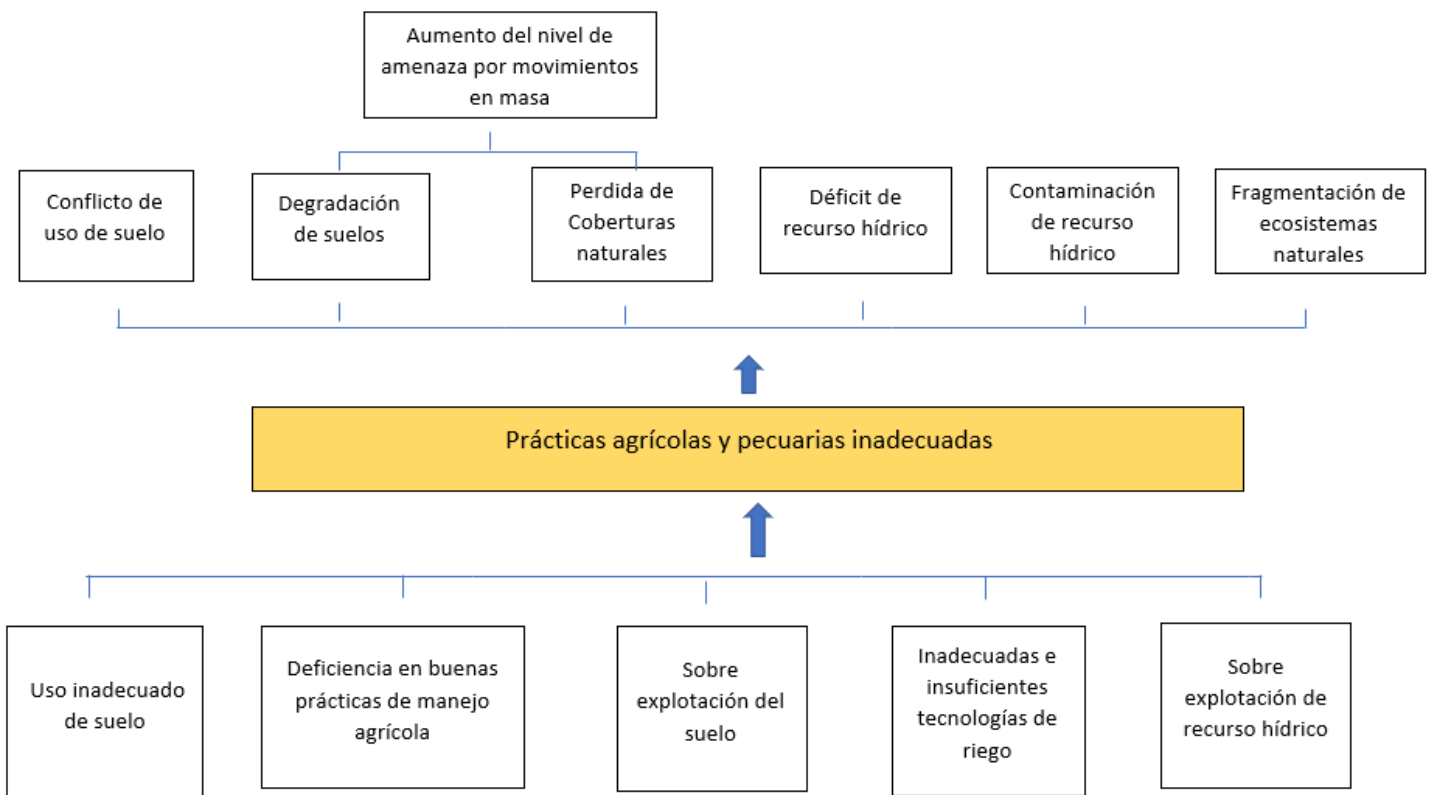 Aumento del nivel de
amenaza por movimientos
en masa
Conflicto de
uso de suelo
Degradación
de suelos
Perdida de
Coberturas
naturales
Déficit de
recurso hídrico
Contaminación
de recurso
hídrico
Fragmentación de
ecosistemas
naturales
Prácticas agrícolas y pecuarias inadecuadas
Uso inadecuado
de suelo
Deficiencia en buenas
prácticas de manejo
agrícola
Sobre
explotación del
suelo
Inadecuadas e
insuficientes
tecnologías de
riego
Sobre
explotación de
recurso hídrico